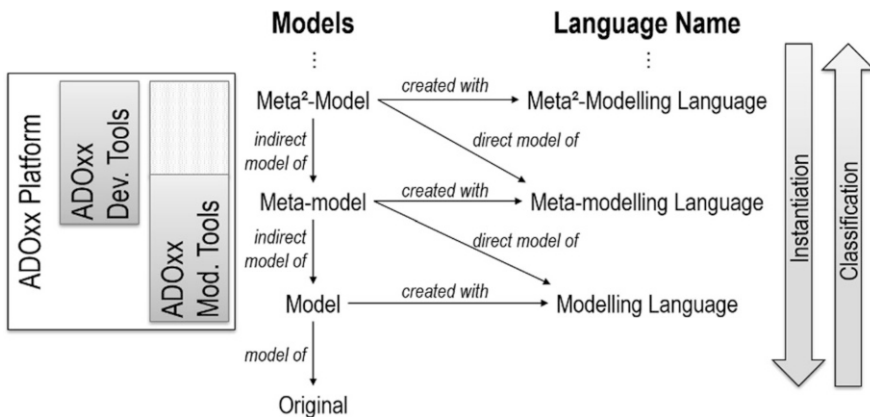 Models
Language Name
⋮
⋮
ADOxx Platform
ADOxx
Dev. Tools
ADOxx
Mod. Tools
Meta²-Model
created with
Meta²-Modelling Language
indirect
model of
direct model of
Meta-model
created with
Meta-modelling Language
indirect
model of
direct model of
Model
created with
Modelling Language
model of
Original
Instantiation
Classification